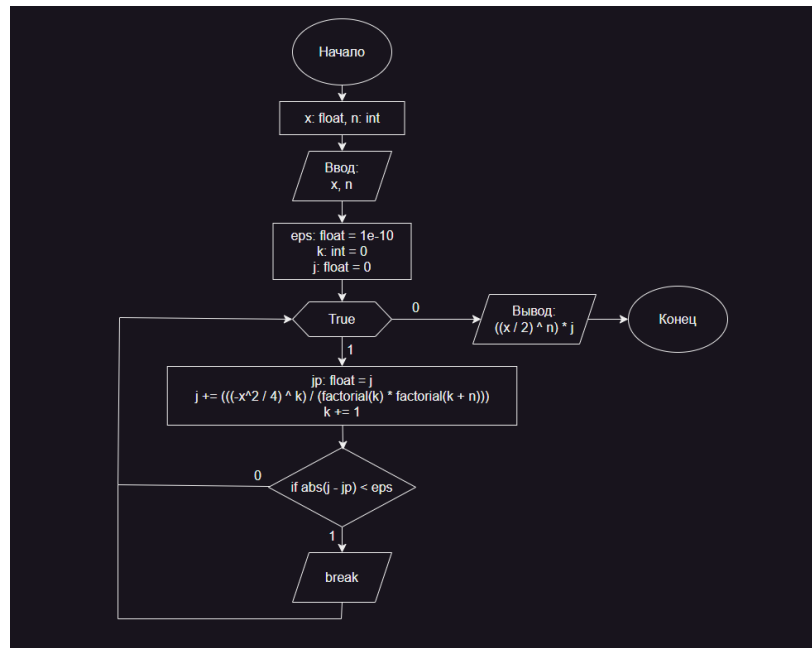 Начало
x: float, n: int
Ввод:
x, n
eps: float = 1e-10
k: int = 0
j: float = 0
True
0
Вывод:
((x / 2) ^ n) * j
Конец
1
jp: float = j
j += (((-x^2 / 4) ^ k) / (factorial(k) * factorial(k + n)))
k += 1
0
if abs(j - jp) < eps
1
break